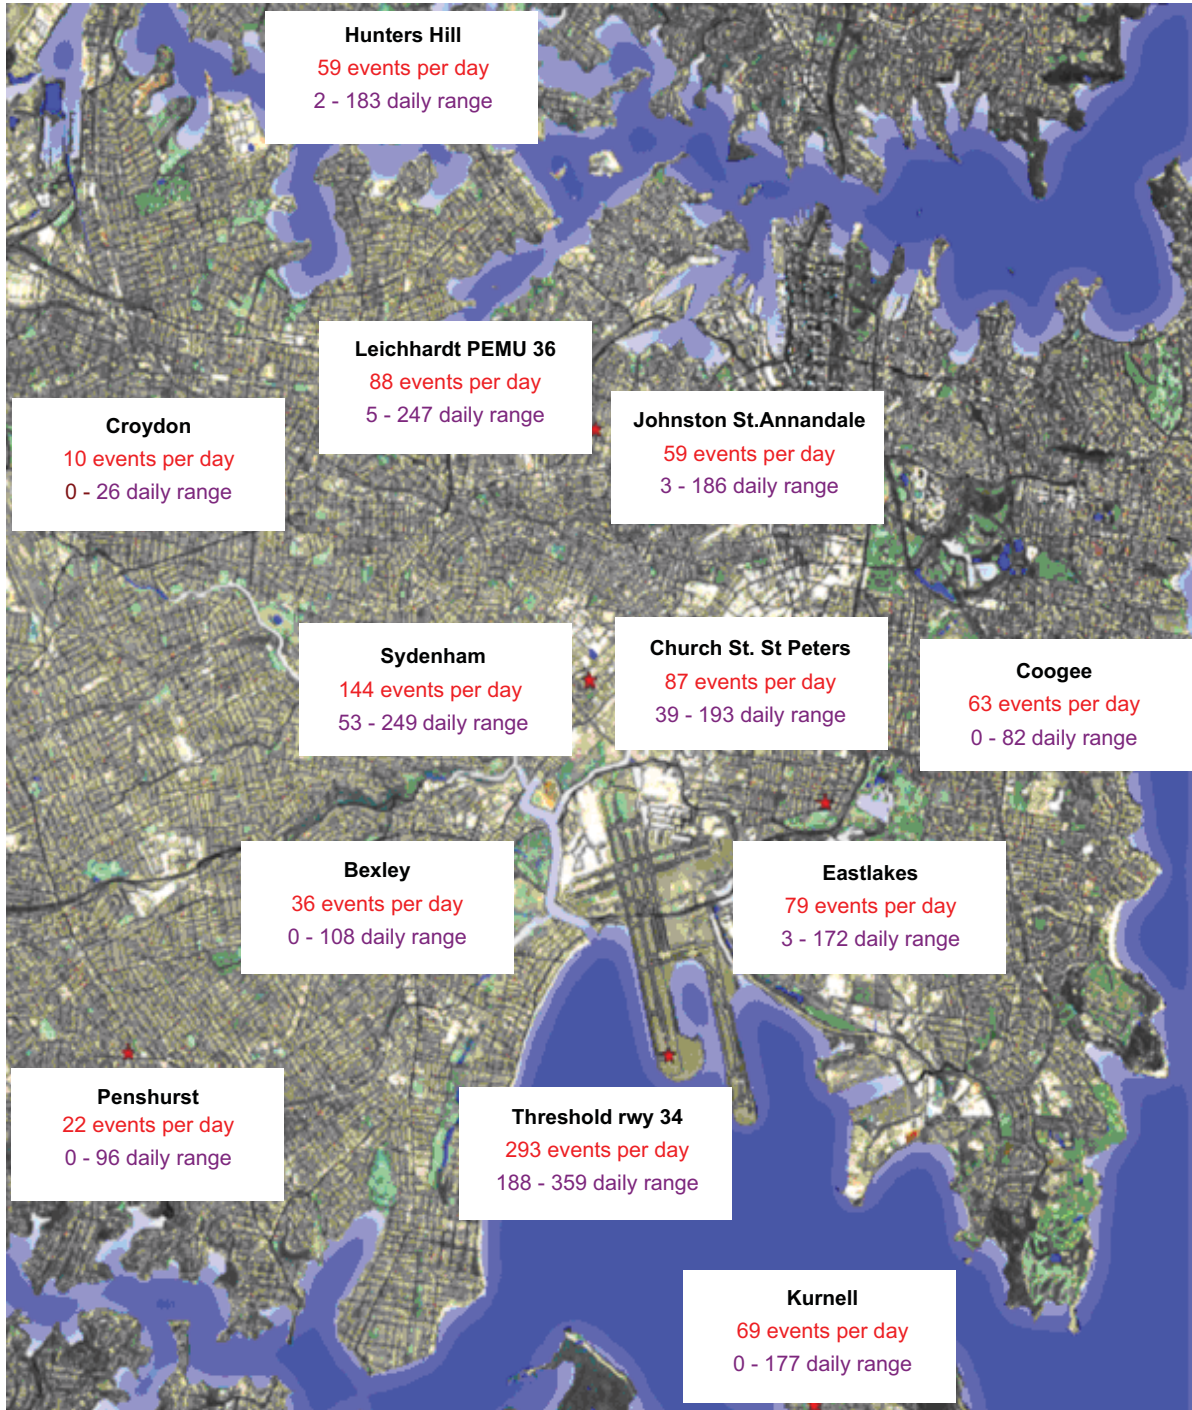 Hunters Hill
59 events per day
2 - 183 daily range
Leichhardt PEMU 36
88 events per day
5 - 247 daily range
Johnston St.Annandale
59 events per day
3 - 186 daily range
Croydon
10 events per day
0 - 26 daily range
Sydenham
144 events per day
53 - 249 daily range
Church St. St Peters
87 events per day
39 - 193 daily range
Coogee
63 events per day
0 - 82 daily range
Bexley
36 events per day
0 - 108 daily range
Eastlakes
79 events per day
3 - 172 daily range
Penshurst
22 events per day
0 - 96 daily range
Threshold rwy 34
293 events per day
188 - 359 daily range
Kurnell
69 events per day
0 - 177 daily range